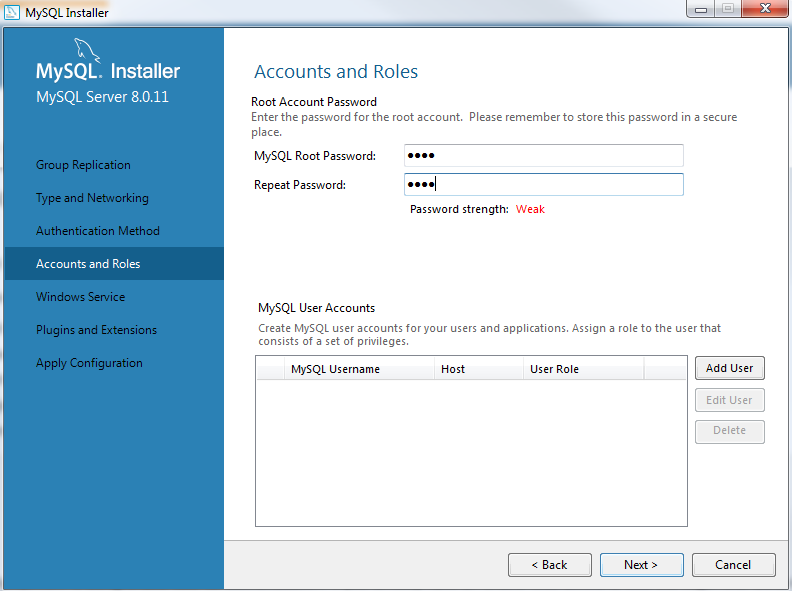 MySQL Installer
MySQL. Installer
MySQL Server 8.0.11
Group Replication
Type and Networking
Authentication Method
Accounts and Roles
Windows Service
Plugins and Extensions
Apply Configuration
Accounts and Roles
Root Account Password
Enter the password for the root account.  Please remember to store this password in a secure
place.
MySQL Root Password: ●●●●
Repeat Password: ●●●●
Password strength: Weak
MySQL User Accounts
Create MySQL user accounts for your users and applications. Assign a role to the user that
consists of a set of privileges.
MySQL Username Host User Role
Add User
Edit User
Delete
< Back Next > Cancel